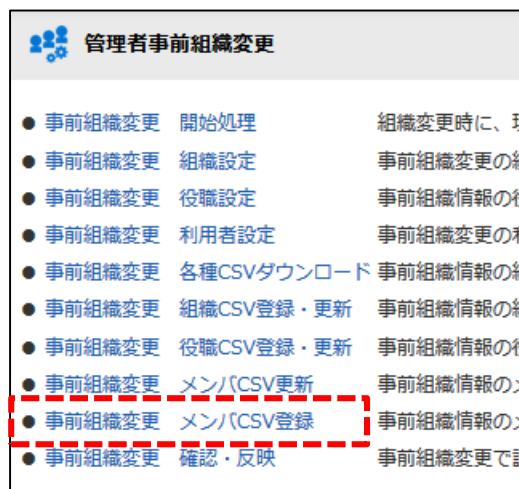 管理者事前組織変更
● 事前組織変更 開始処理 組織変更時に、
● 事前組織変更 組織設定 事前組織変更の
● 事前組織変更 役職設定 事前組織情報の
● 事前組織変更 利用者設定 事前組織変更の
● 事前組織変更 各種CSVダウンロード 事前組織情報の
● 事前組織変更 組織CSV登録・更新 事前組織情報の
● 事前組織変更 役職CSV登録・更新 事前組織情報の
● 事前組織変更 メンバCSV更新 事前組織情報の
● 事前組織変更 メンバCSV登録 事前組織情報の
● 事前組織変更 確認・反映 事前組織変更で